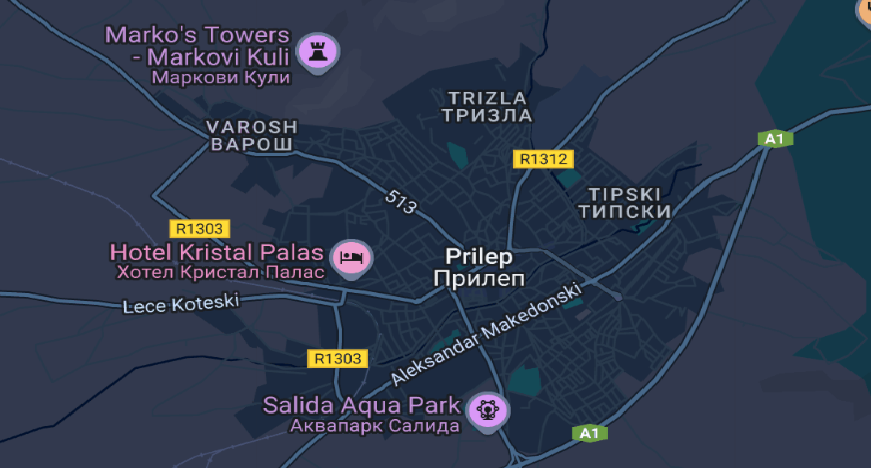 Marko's Towers
- Markovi Kuli
Маркови Кули
TRIZLA
ТРИЗЛА
VAROSH
ВАРОШ
A1
R1312
513
TIPSKI
ТИПСКИ
R1303
Hotel Kristal Palas
Хотел Кристал Палас
Prilep
Прилеп
Lece Koteski
Aleksandar Makedonski
R1303
Salida Aqua Park
Аквапарк Салида
A1